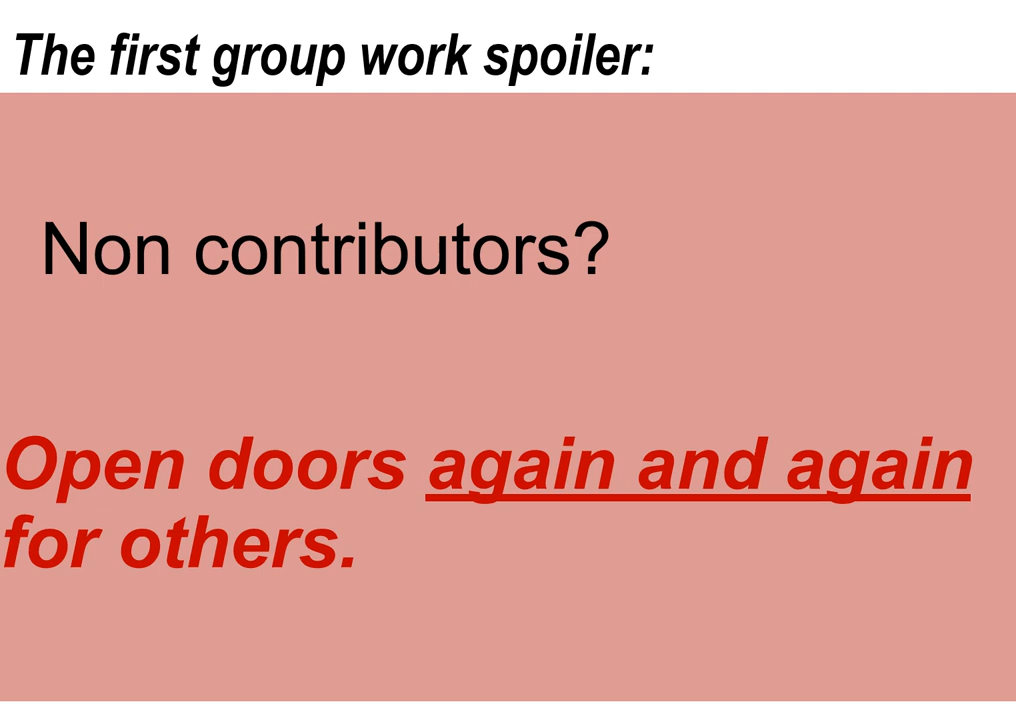 The first group work spoiler:
Non contributors?
Open doors again and again
for others.